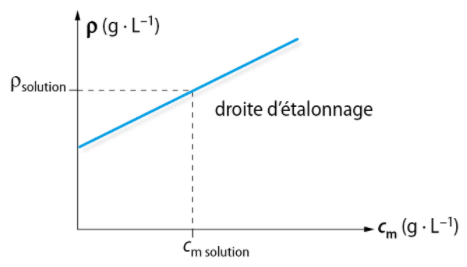 ρ (g · L⁻¹)
ρsolution
droite d'étalonnage
cm (g · L⁻¹)
cm solution